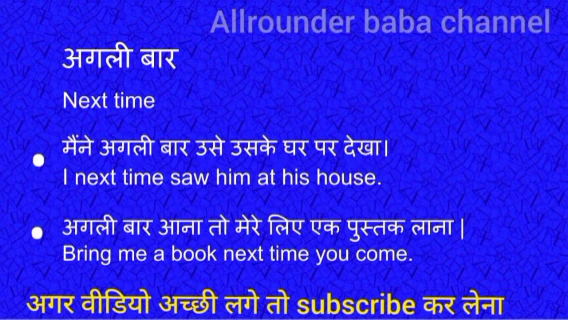 Allrounder baba channel
अगली बार
Next time
मैंने अगली बार उसे उसके घर पर देखा।
I next time saw him at his house.
अगली बार आना तो मेरे लिए एक पुस्तक लाना |
Bring me a book next time you come.
अगर वीडियो अच्छी लगे तो subscribe कर लेना